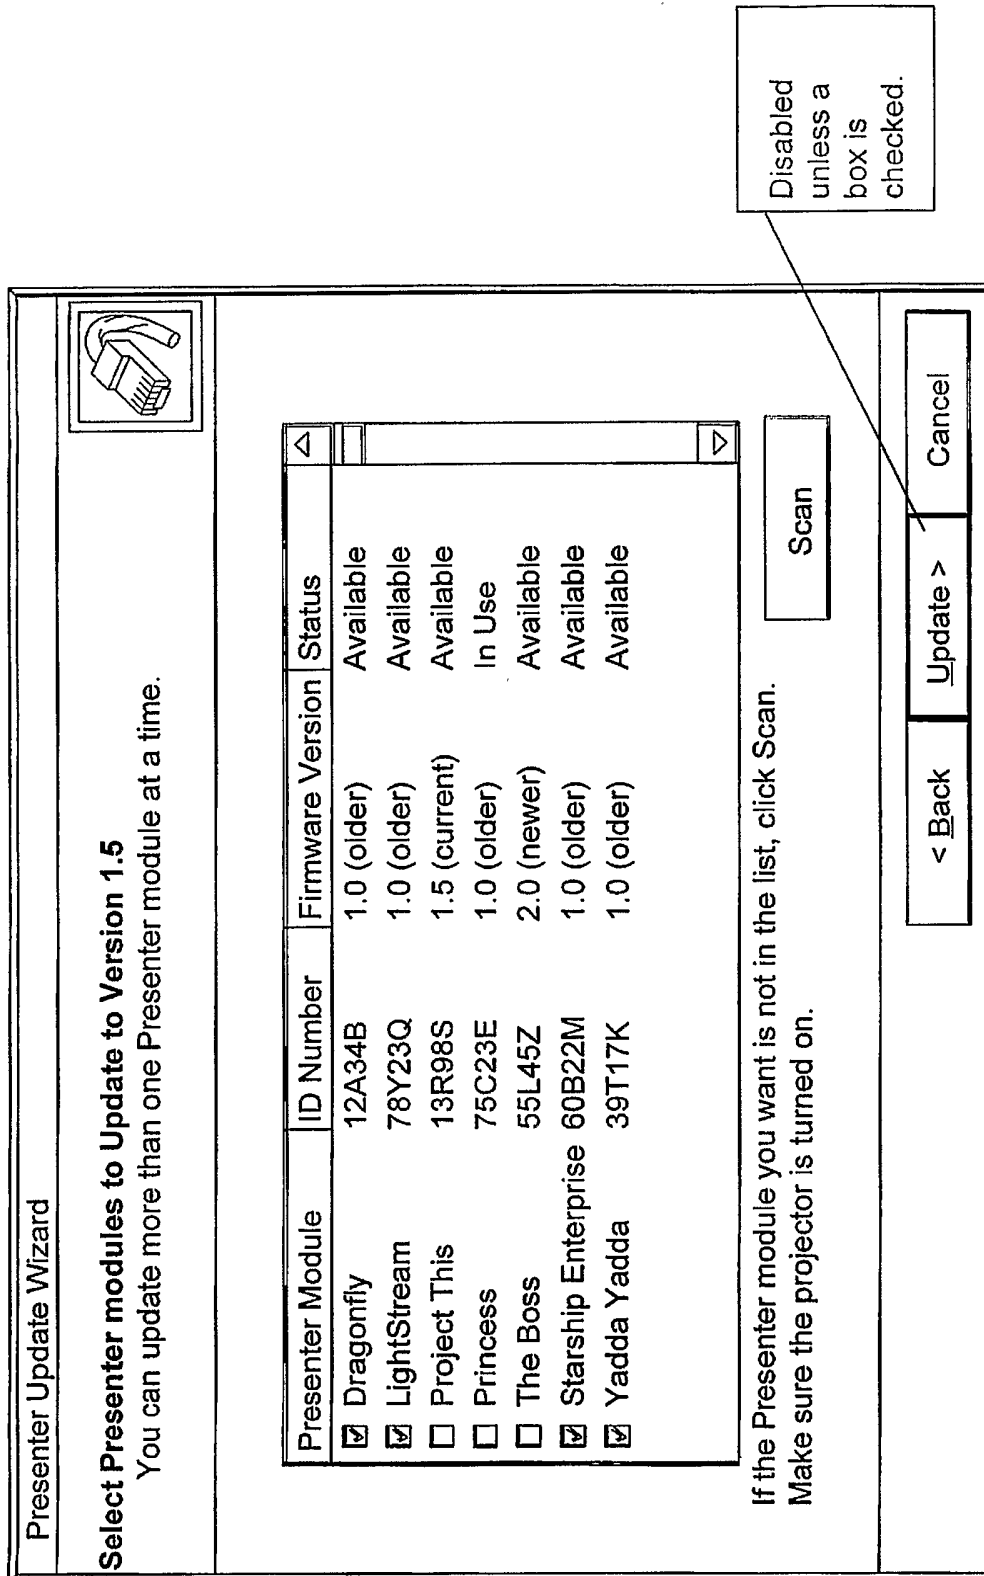 Presenter Update Wizard
Select Presenter modules to Update to Version 1.5
You can update more than one Presenter module at a time.
Presenter Module ID Number Firmware Version Status
Dragonfly 12A34B 1.0 (older) Available
LightStream 78Y23Q 1.0 (older) Available
Project This 13R98S 1.5 (current) Available
Princess 75C23E 1.0 (older) In Use
The Boss 55L45Z 2.0 (newer) Available
Starship Enterprise 60B22M 1.0 (older) Available
Yadda Yadda 39T17K 1.0 (older) Available
If the Presenter module you want is not in the list, click Scan.
Make sure the projector is turned on.
Scan
< Back Update > Cancel
Disabled
unless a
box is
checked.